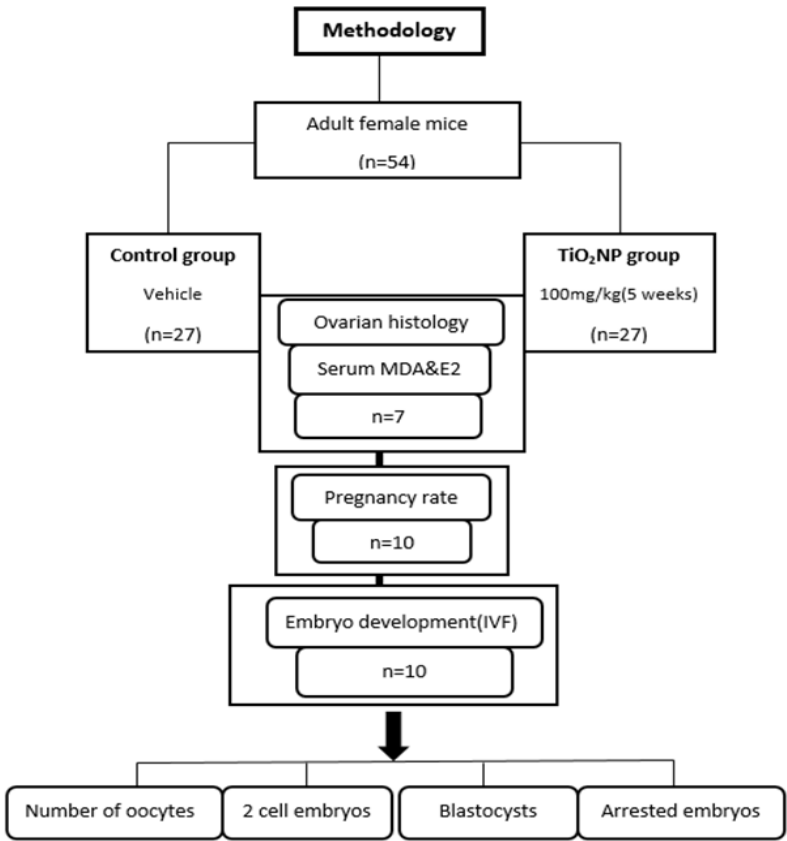 Methodology
Adult female mice
(n=54)
Control group
Vehicle
(n=27)
TiO₂NP group
100mg/kg(5 weeks)
(n=27)
Ovarian histology
Serum MDA&E2
n=7
Pregnancy rate
n=10
Embryo development(IVF)
n=10
Number of oocytes
2 cell embryos
Blastocysts
Arrested embryos